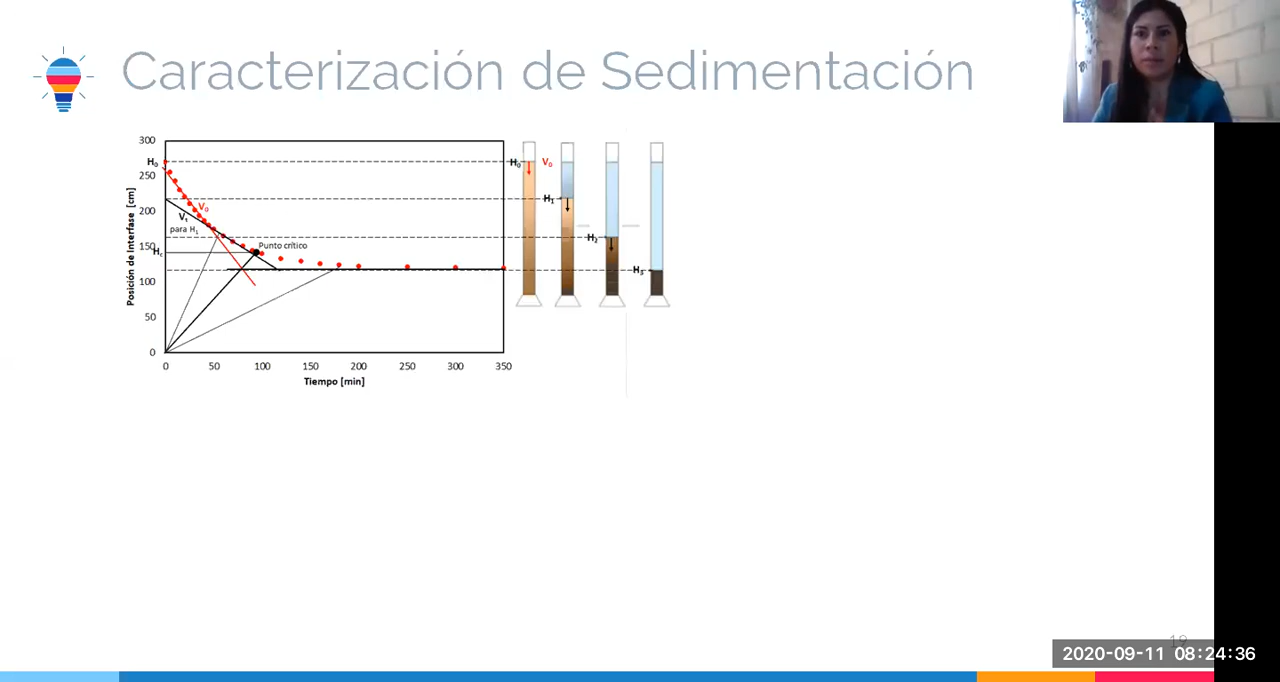 Caracterización de Sedimentación
300
H₀
250
200
150
H꜀
100
50
0
Posición de Interfase [cm]
V₀
V₁
para H₁
Punto crítico
0 50 100 150 200 250 300 350
Tiempo [min]
H₀ V₀
H₁
H₂
H₃
19
2020-09-11 08:24:36